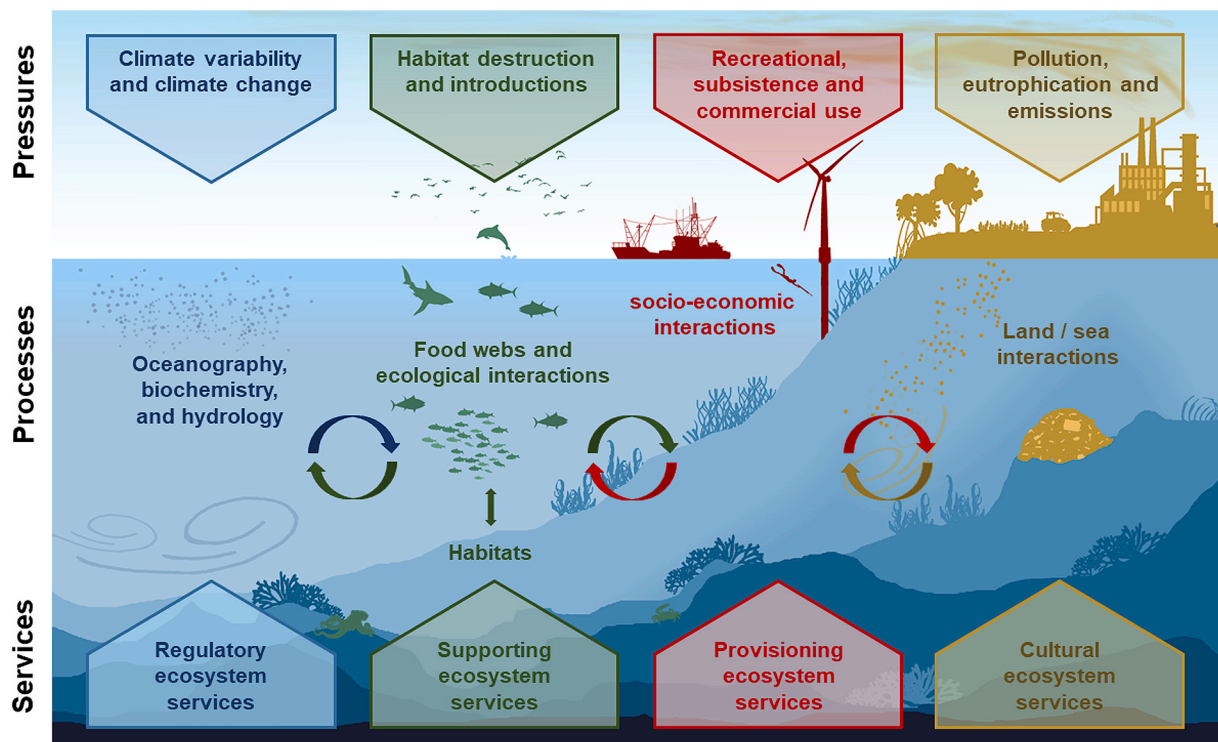 Pressures
Climate variability
and climate change
Habitat destruction
and introductions
Recreational,
subsistence and
commercial use
Pollution,
eutrophication and
emissions
Processes
Oceanography,
biochemistry,
and hydrology
Food webs and
ecological interactions
Habitats
socio-economic
interactions
Land / sea
interactions
Services
Regulatory
ecosystem
services
Supporting
ecosystem
services
Provisioning
ecosystem
services
Cultural
ecosystem
services